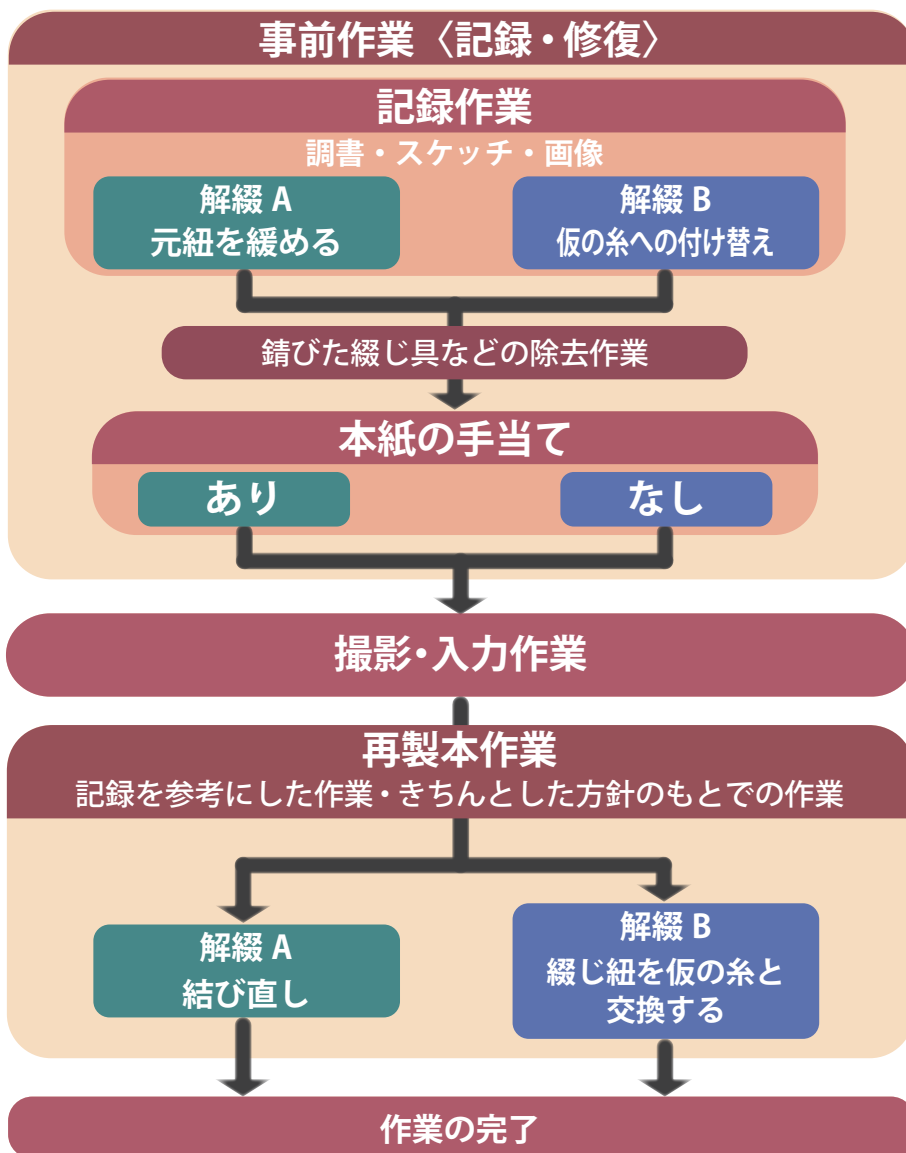 事前作業〈記録・修復〉
記録作業
調書・スケッチ・画像
解綴 A
元紐を緩める
解綴 B
仮の糸への付け替え
錆びた綴じ具などの除去作業
本紙の手当て
あり
なし
撮影・入力作業
再製本作業
記録を参考にした作業・きちんとした方針のもとでの作業
解綴 A
結び直し
解綴 B
綴じ紐を仮の糸と
交換する
作業の完了